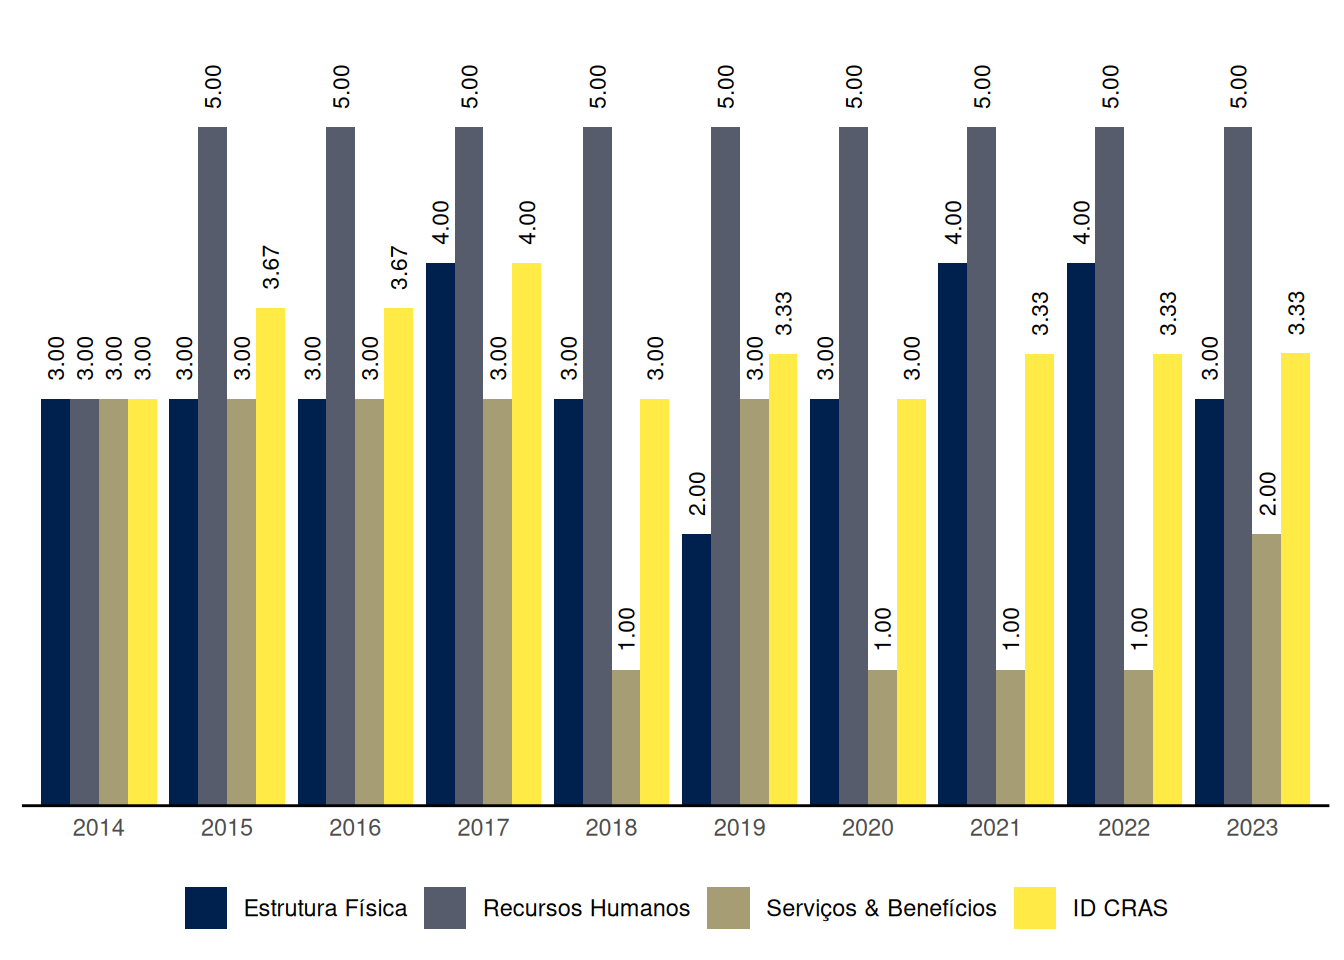 5.00 5.00 5.00 5.00 5.00 5.00 5.00 5.00 5.00
4.00 4.00 4.00 4.00
3.67 3.67
3.33 3.33 3.33 3.33
3.00 3.00 3.00 3.00 3.00 3.00 3.00 3.00 3.00 3.00 3.00 3.00 3.00 3.00 3.00
2.00 2.00
1.00 1.00 1.00 1.00
2014 2015 2016 2017 2018 2019 2020 2021 2022 2023
Estrutura Física Recursos Humanos Serviços & Benefícios ID CRAS